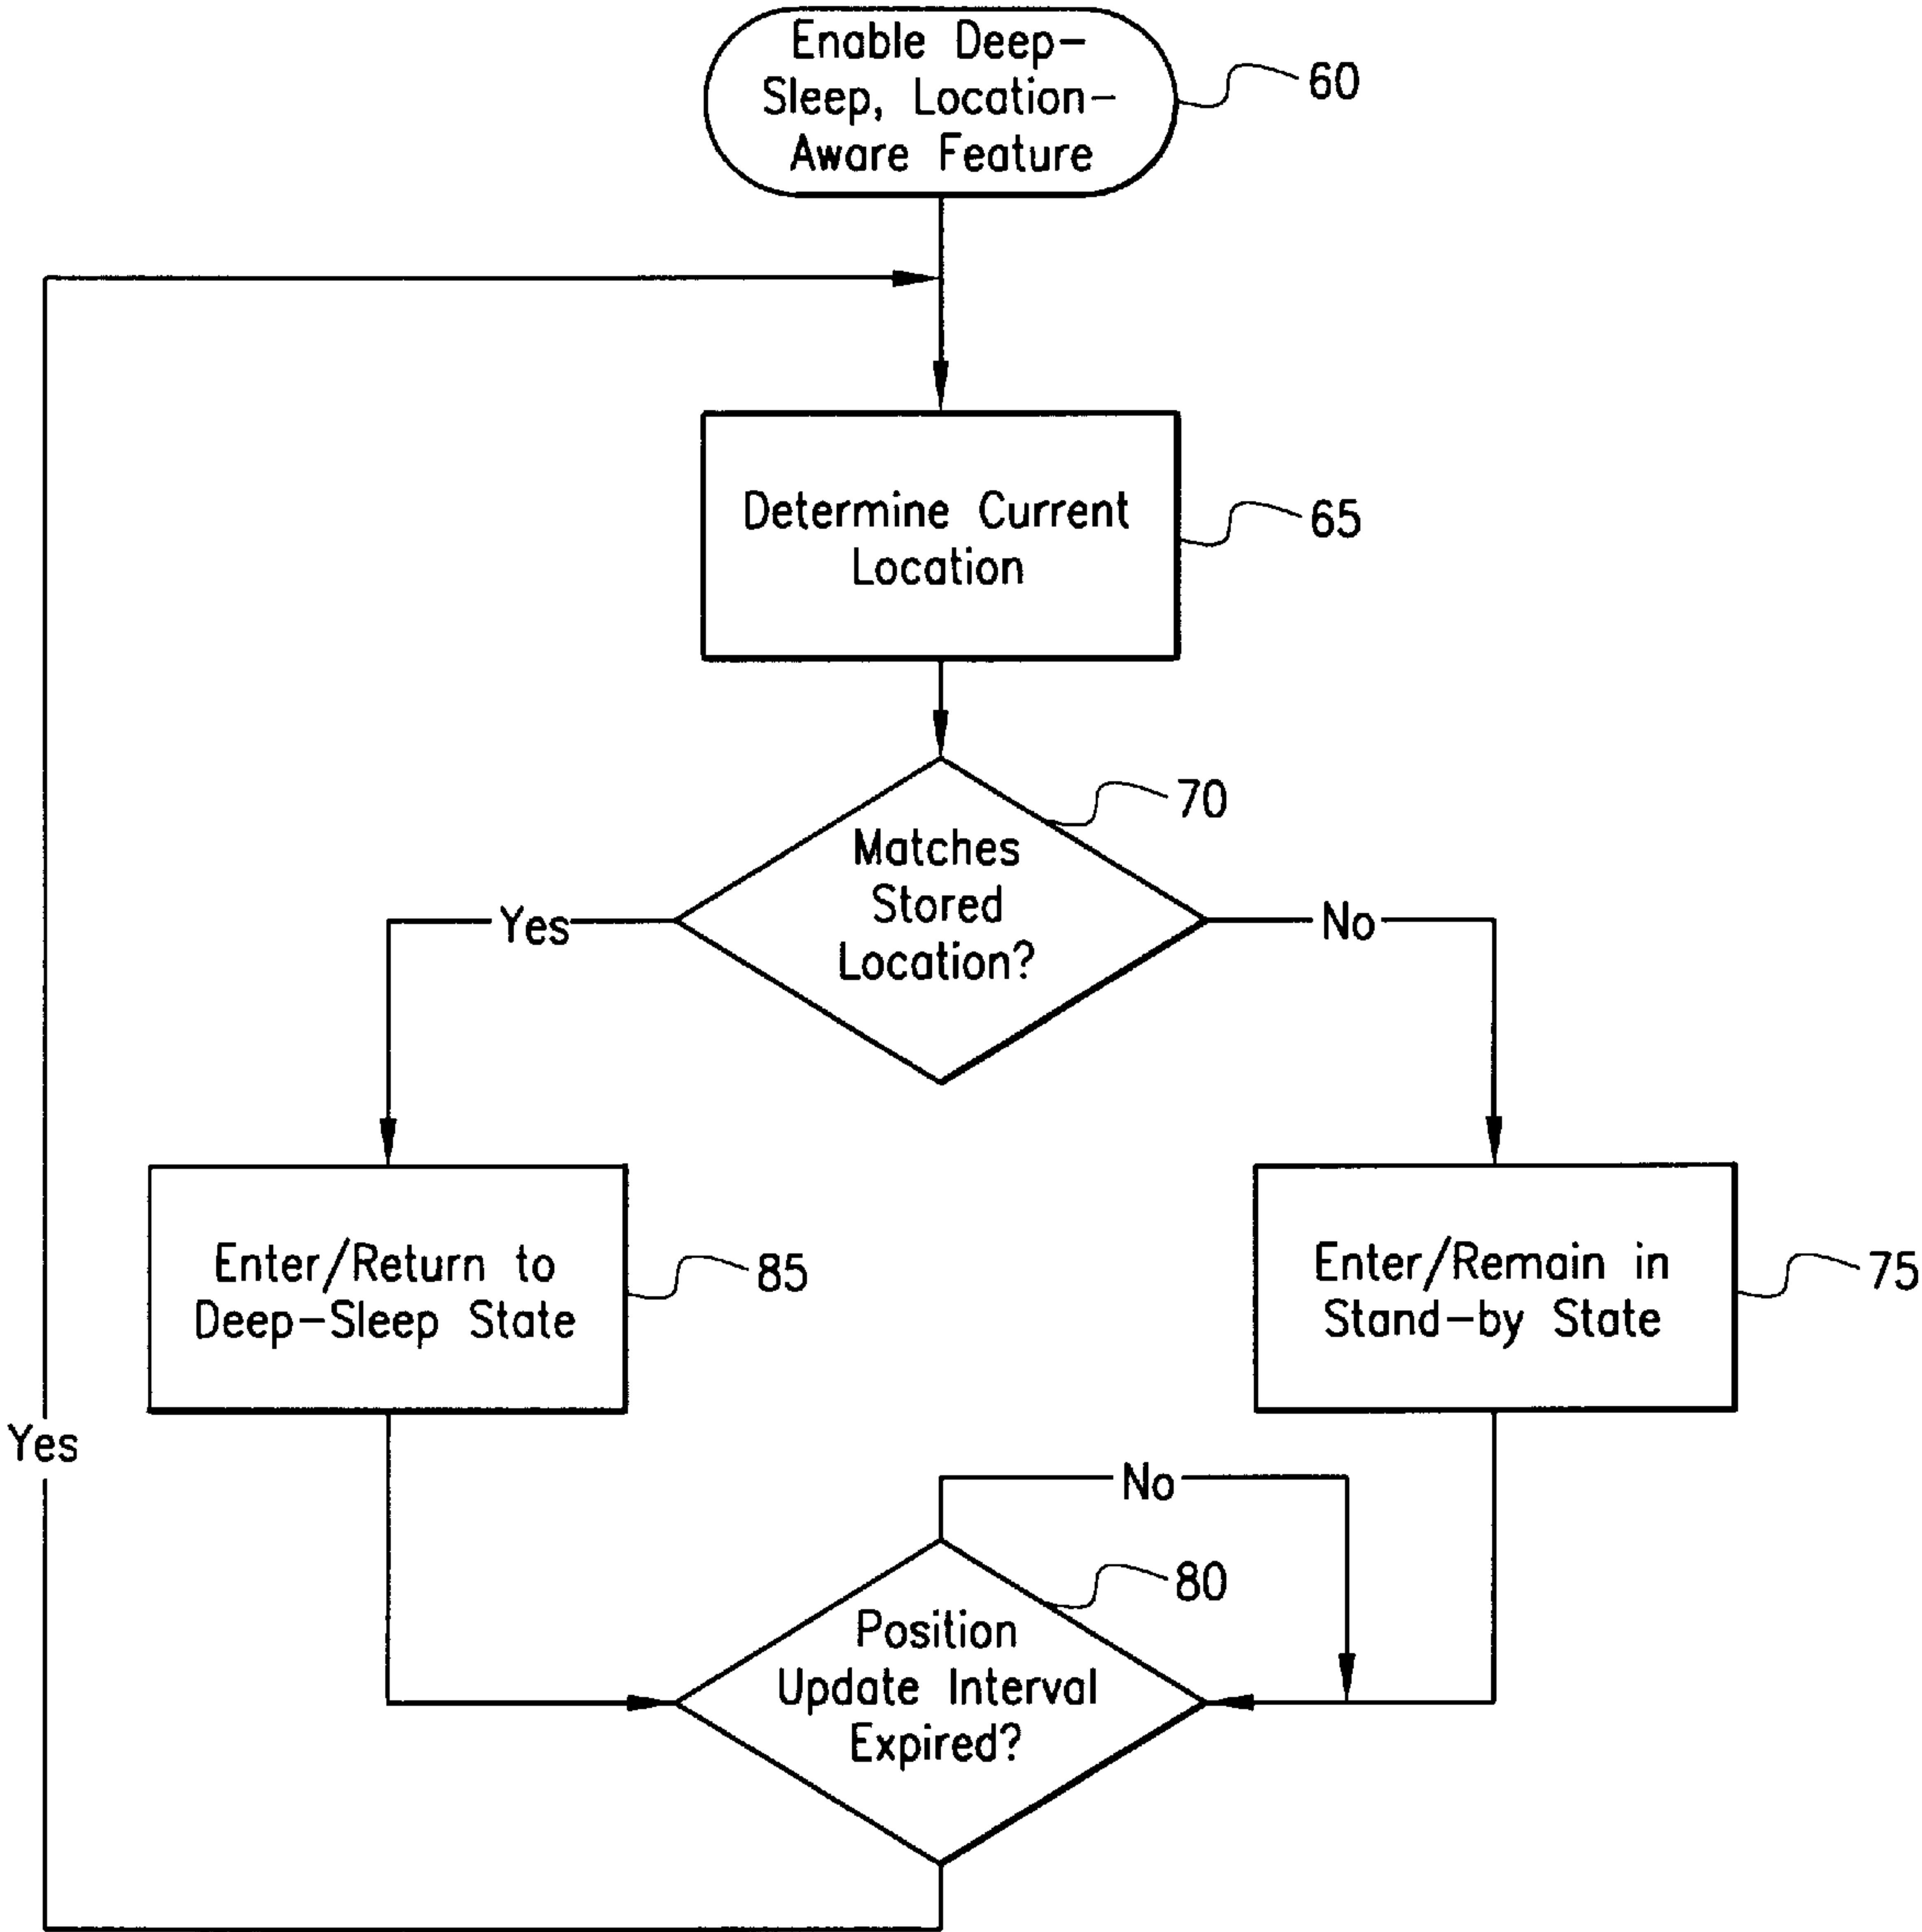 Enable Deep-
Sleep, Location-
Aware Feature
60
Determine Current
Location
65
70
Matches
Stored
Location?
Yes
No
Enter/Return to
Deep-Sleep State
85
Enter/Remain in
Stand-by State
75
Yes
No
80
Position
Update Interval
Expired?